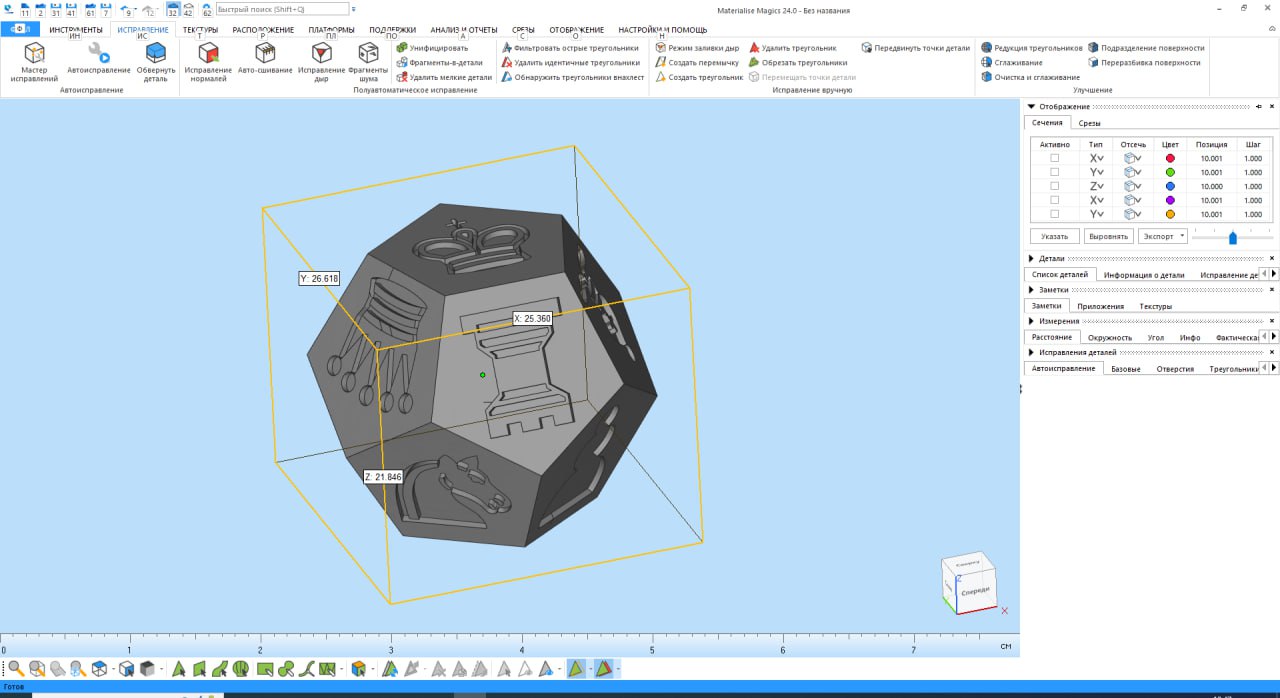 Быстрый поиск (Shift+Q)
Materialise Magics 24.0 - Без названия
11 2 31 41 61 7 9 12 32 42 62
Ф ИНСТРУМЕНТЫ ИСПРАВЛЕНИЕ ТЕКСТУРЫ РАСПОЛОЖЕНИЕ ПЛАТФОРМЫ ПОДДЕРЖКИ АНАЛИЗ И ОТЧЕТЫ СРЕЗЫ ОТОБРАЖЕНИЕ НАСТРОЙКИ И ПОМОЩЬ
ИН ИС Т Р ПЛ ПО А С О Н
Мастер исправлений
Автоисправление
Обвернуть деталь
Исправление нормалей
Авто-сшивание
Исправление дыр
Фрагменты шума
Унифицировать
Фрагменты-в-детали
Удалить мелкие детали
Фильтровать острые треугольники
Удалить идентичные треугольники
Обнаружить треугольники внахлест
Режим заливки дыр
Создать перемычку
Создать треугольник
Удалить треугольник
Обрезать треугольники
Перемещать точки детали
Передвинуть точки детали
Редукция треугольников
Сглаживание
Очистка и сглаживание
Подразделение поверхности
Переразбивка поверхности
Автоисправление
Полуавтоматическое исправление
Исправление вручную
Улучшение
Y: 26.618
X: 25.360
Z: 21.846
Сверху
Спереди
Z
X
Отображение
Сечения Срезы
Активно Тип Отсечь Цвет Позиция Шаг
X 10.001 1.000
Y 10.001 1.000
Z 10.000 1.000
X 10.001 1.000
Y 10.001 1.000
Указать Выровнять Экспорт
Детали
Список деталей Информация о детали Исправление де
Заметки
Заметки Приложения Текстуры
Измерения
Расстояние Окружность Угол Инфо Фактическая
Исправления деталей
Автоисправление Базовые Отверстия Треугольники
0 1 2 3 4 5 6 7 СМ
Готов